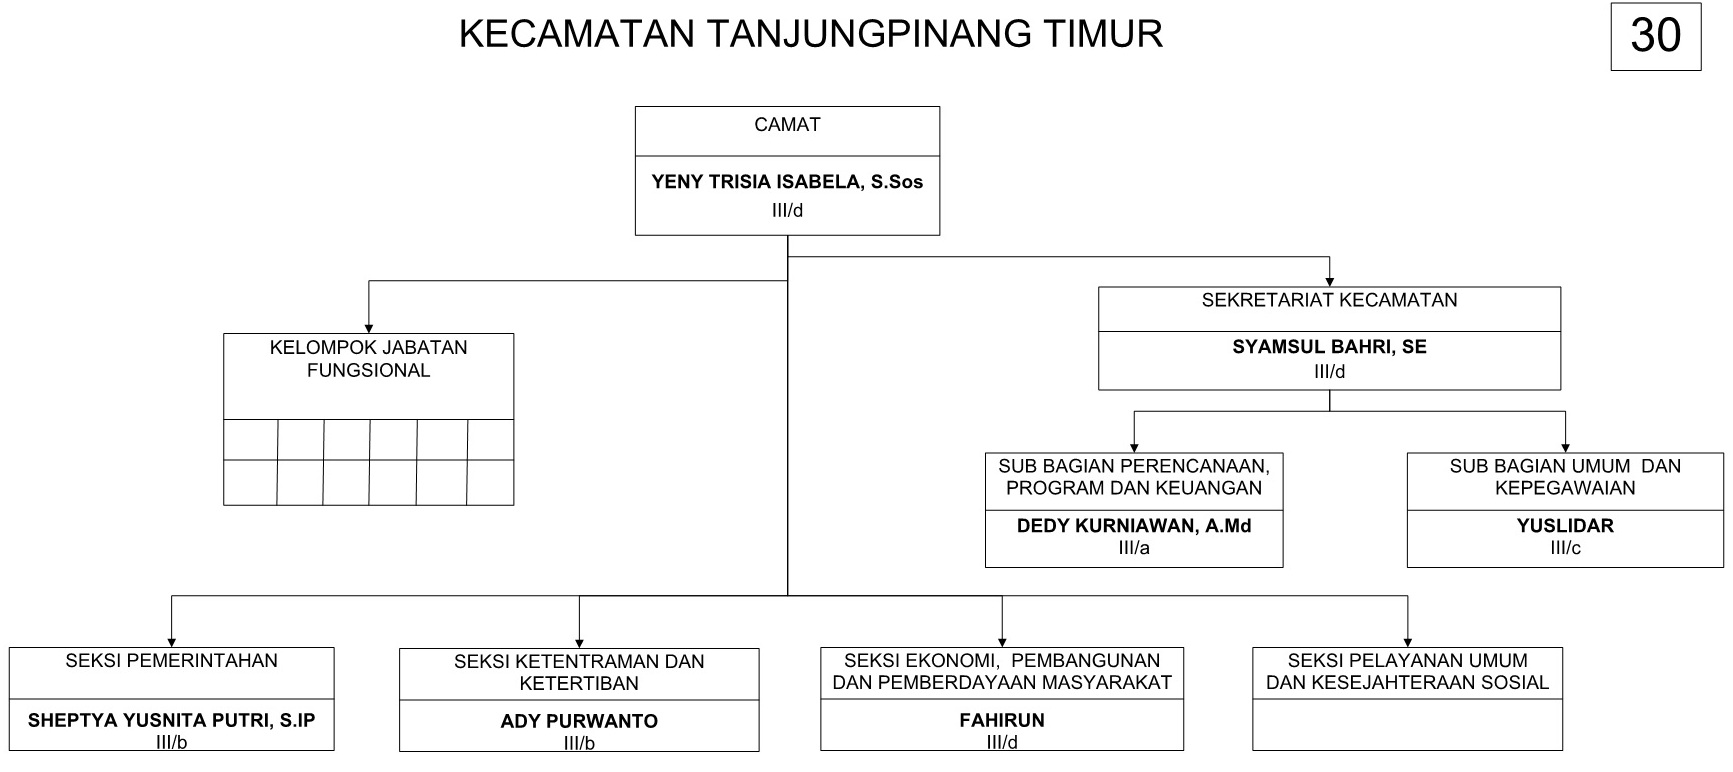 KECAMATAN TANJUNGPINANG TIMUR
30
CAMAT
YENY TRISIA ISABELA, S.Sos
III/d
SEKRETARIAT KECAMATAN
SYAMSUL BAHRI, SE
III/d
KELOMPOK JABATAN
FUNGSIONAL
SUB BAGIAN PERENCANAAN,
PROGRAM DAN KEUANGAN
DEDY KURNIAWAN, A.Md
III/a
SUB BAGIAN UMUM DAN
KEPEGAWAIAN
YUSLIDAR
III/c
SEKSI PEMERINTAHAN
SHEPTYA YUSNITA PUTRI, S.IP
III/b
SEKSI KETENTRAMAN DAN
KETERTIBAN
ADY PURWANTO
III/b
SEKSI EKONOMI, PEMBANGUNAN
DAN PEMBERDAYAAN MASYARAKAT
FAHIRUN
III/d
SEKSI PELAYANAN UMUM
DAN KESEJAHTERAAN SOSIAL